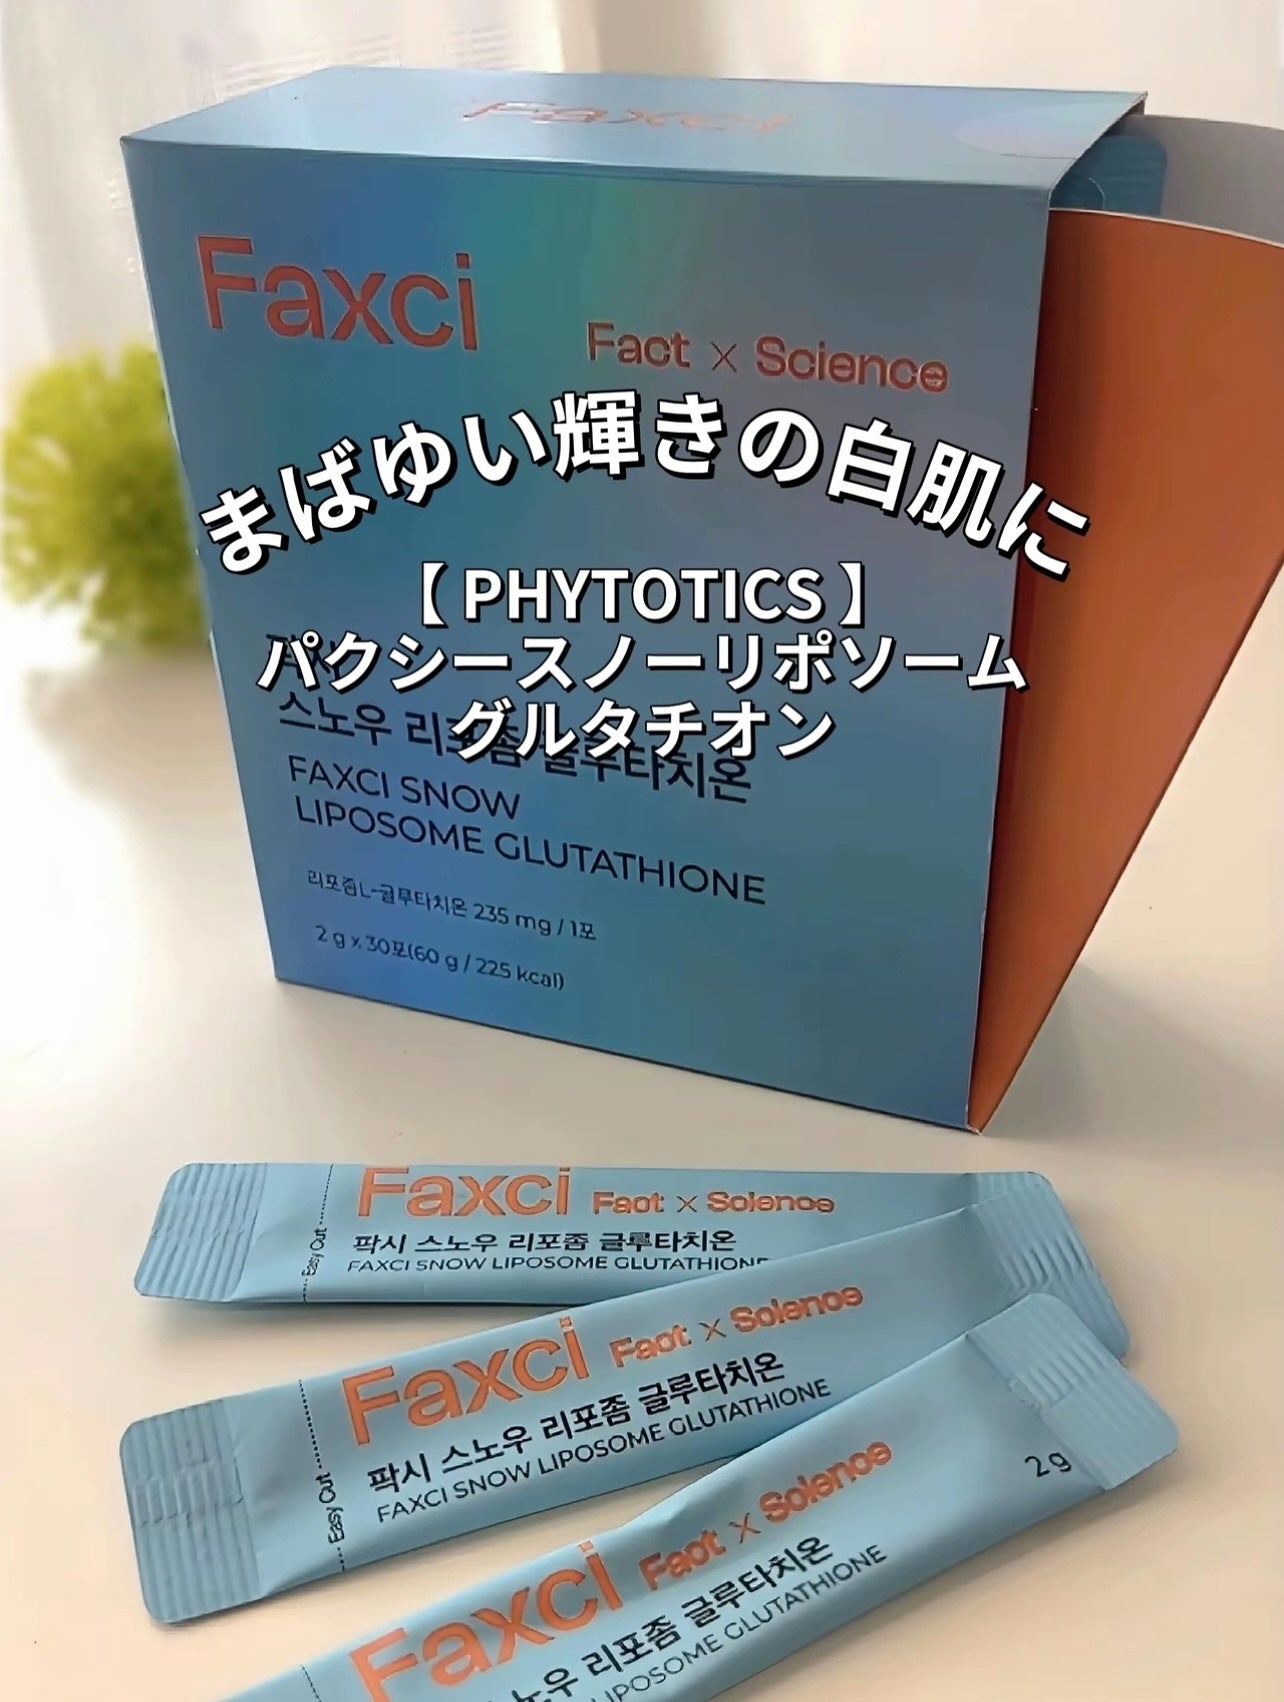 Faxci
Faxci
Fact × Science
まばゆい輝きの白肌に
【 PHYTOTICS 】
パクシースノーリポソーム
グルタチオン
스노우 리포좀 글루타치온
FAXCI SNOW
LIPOSOME GLUTATHIONE
리포좀L-글루타치온 235 mg / 1포
2 g x 30포(60 g / 225 kcal)
Easy Cut
Faxci Fact × Science
팍시 스노우 리포좀 글루타치온
FAXCI SNOW LIPOSOME GLUTATHIONE
Easy Cut
Faxci Fact × Science
팍시 스노우 리포좀 글루타치온
FAXCI SNOW LIPOSOME GLUTATHIONE
Faxci Fact × Science
노우 리포좀 글루타치온
LIPOSOME GLUTATHIONE
2 g